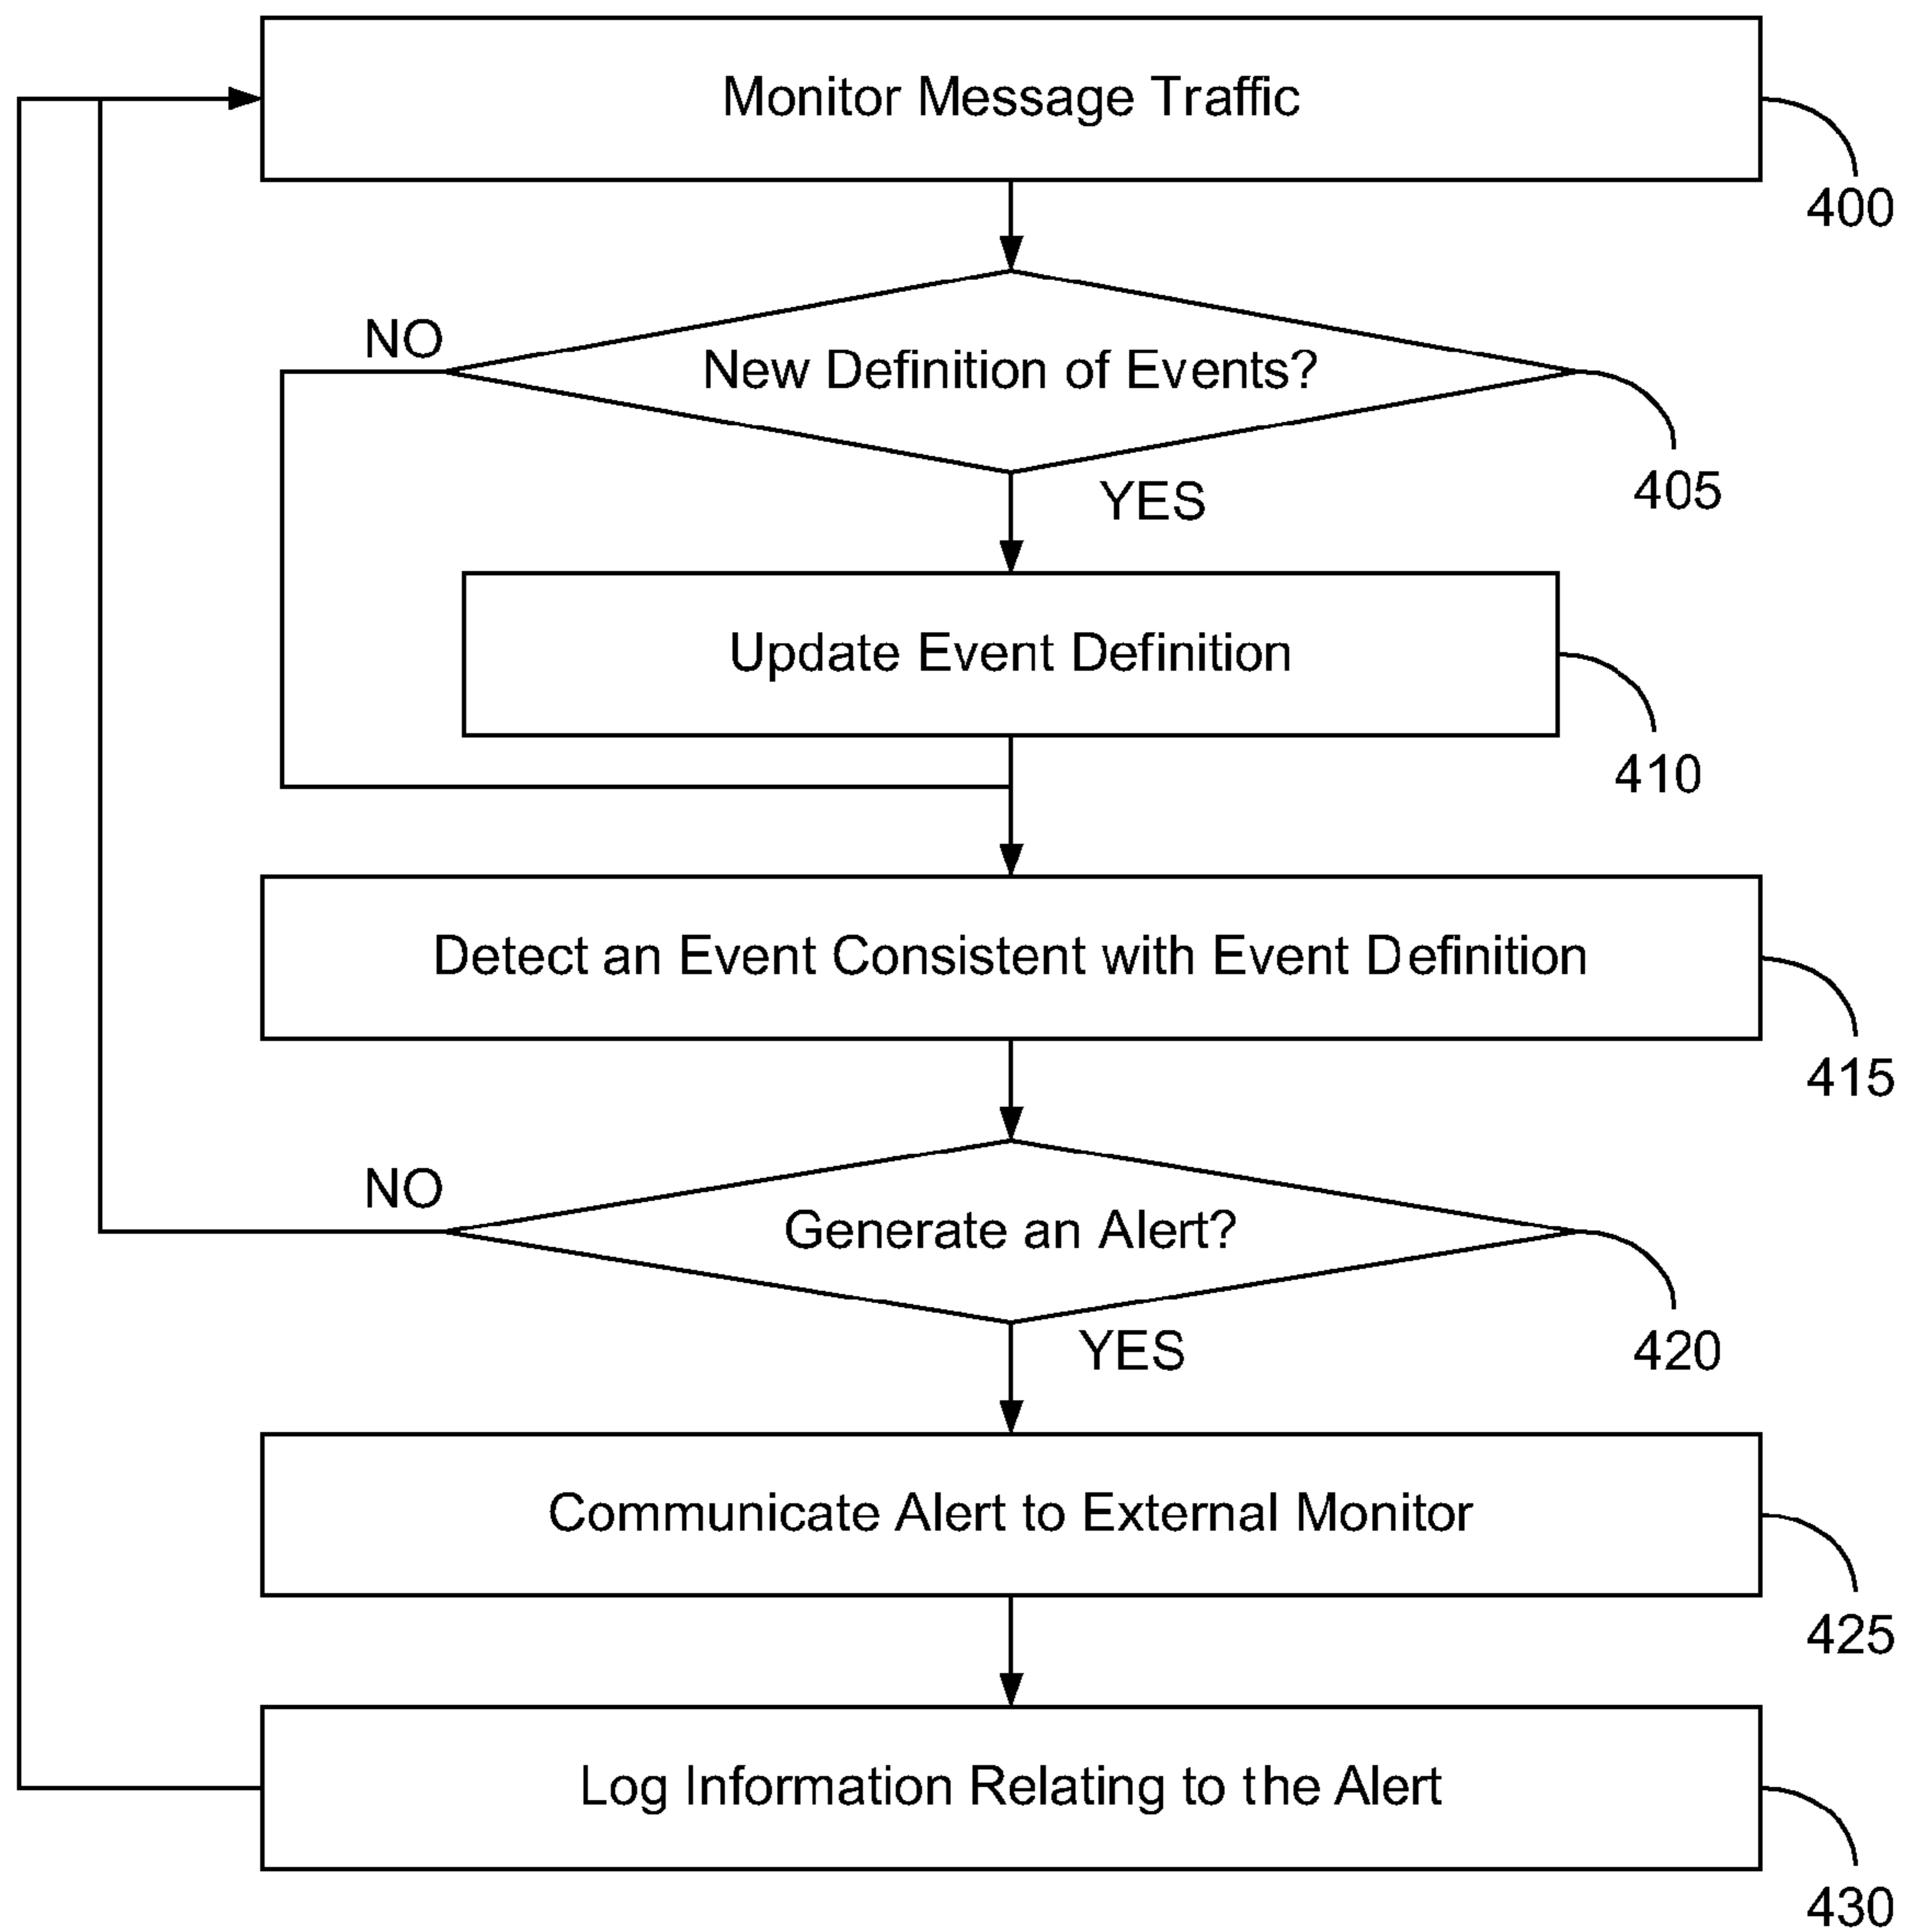 Monitor Message Traffic
400
NO
New Definition of Events?
405
YES
Update Event Definition
410
Detect an Event Consistent with Event Definition
415
NO
Generate an Alert?
420
YES
Communicate Alert to External Monitor
425
Log Information Relating to the Alert
430